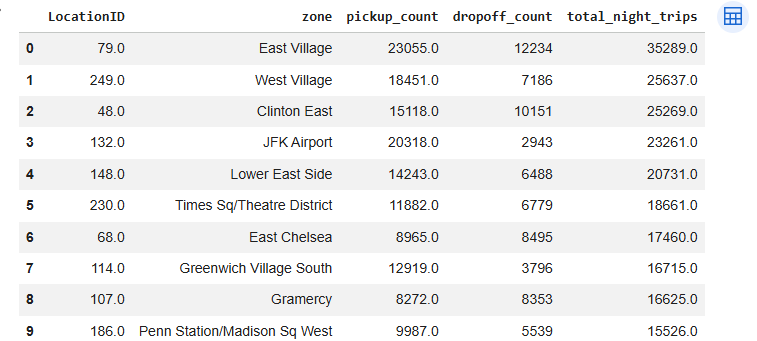 LocationID zone pickup_count dropoff_count total_night_trips
0 79.0 East Village 23055.0 12234 35289.0
1 249.0 West Village 18451.0 7186 25637.0
2 48.0 Clinton East 15118.0 10151 25269.0
3 132.0 JFK Airport 20318.0 2943 23261.0
4 148.0 Lower East Side 14243.0 6488 20731.0
5 230.0 Times Sq/Theatre District 11882.0 6779 18661.0
6 68.0 East Chelsea 8965.0 8495 17460.0
7 114.0 Greenwich Village South 12919.0 3796 16715.0
8 107.0 Gramercy 8272.0 8353 16625.0
9 186.0 Penn Station/Madison Sq West 9987.0 5539 15526.0